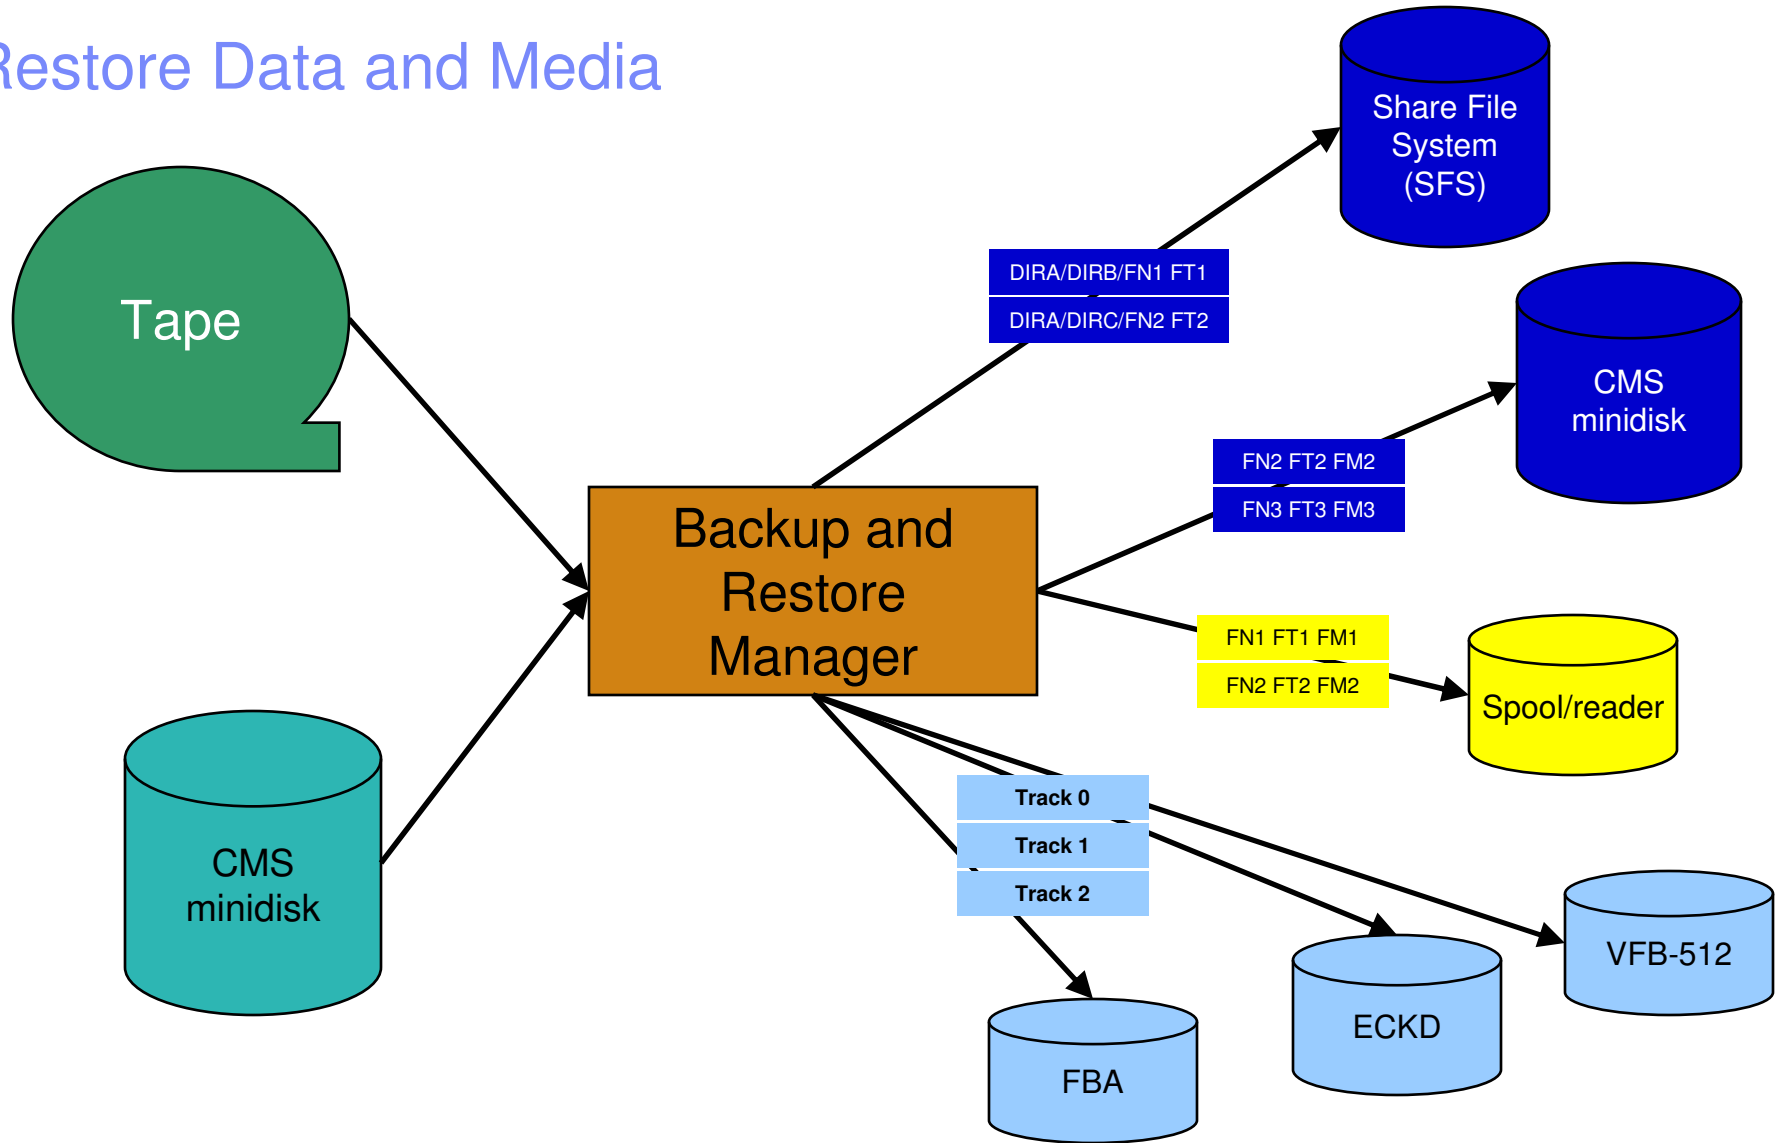 Restore Data and Media
Share File
System
(SFS)
Tape
DIRA/DIRB/FN1 FT1
DIRA/DIRC/FN2 FT2
CMS
minidisk
FN2 FT2 FM2
FN3 FT3 FM3
Backup and
Restore
Manager
FN1 FT1 FM1
FN2 FT2 FM2
Spool/reader
Track 0
Track 1
Track 2
CMS
minidisk
VFB-512
ECKD
FBA